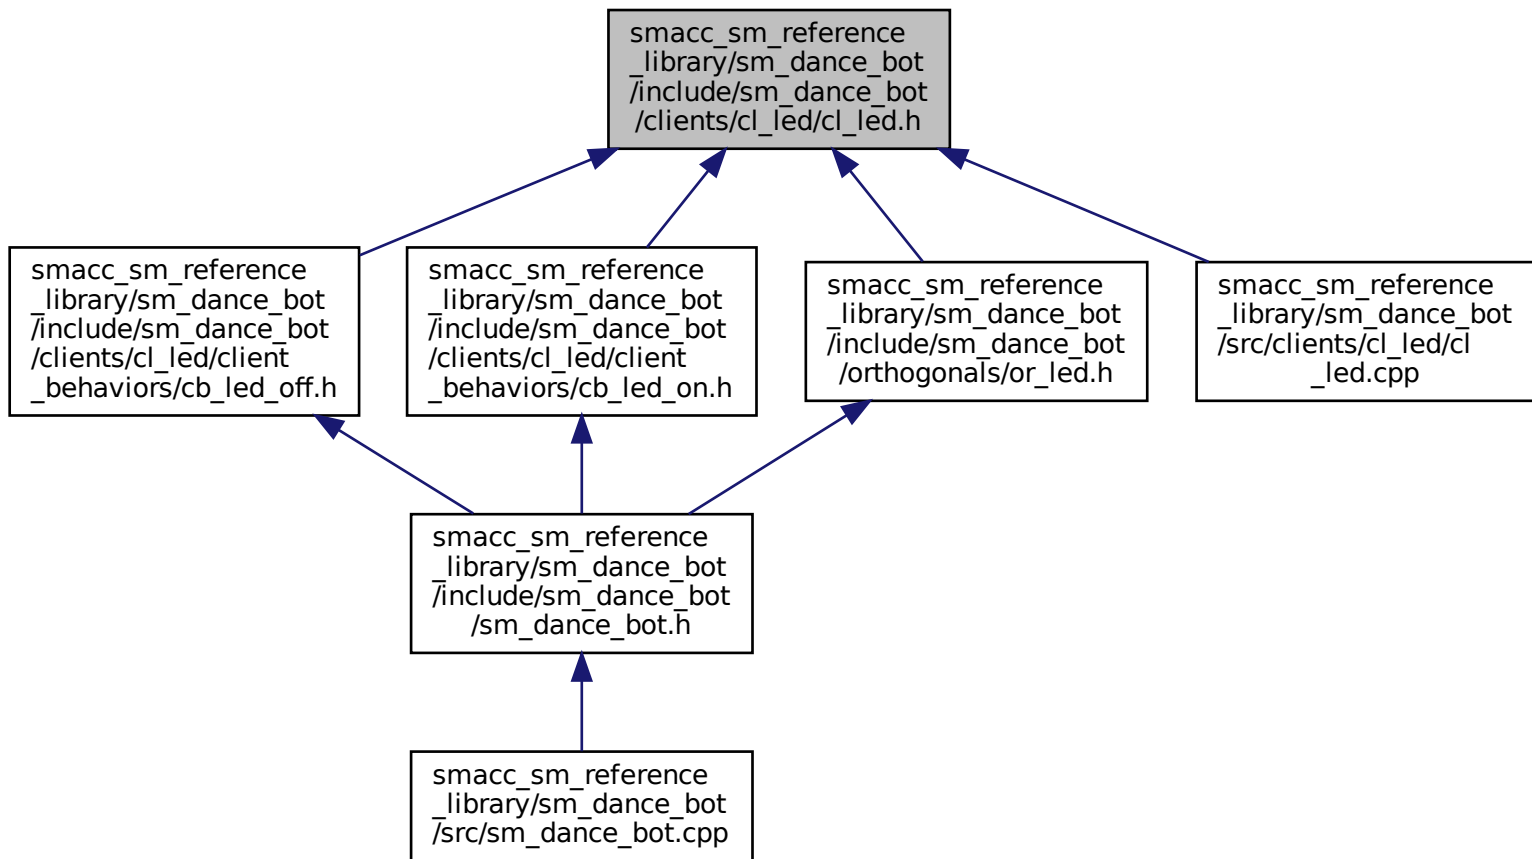 smacc_sm_reference
_library/sm_dance_bot
/include/sm_dance_bot
/clients/cl_led/cl_led.h
smacc_sm_reference
_library/sm_dance_bot
/include/sm_dance_bot
/clients/cl_led/client
_behaviors/cb_led_off.h
smacc_sm_reference
_library/sm_dance_bot
/include/sm_dance_bot
/clients/cl_led/client
_behaviors/cb_led_on.h
smacc_sm_reference
_library/sm_dance_bot
/include/sm_dance_bot
/orthogonals/or_led.h
smacc_sm_reference
_library/sm_dance_bot
/src/clients/cl_led/cl
_led.cpp
smacc_sm_reference
_library/sm_dance_bot
/include/sm_dance_bot
/sm_dance_bot.h
smacc_sm_reference
_library/sm_dance_bot
/src/sm_dance_bot.cpp